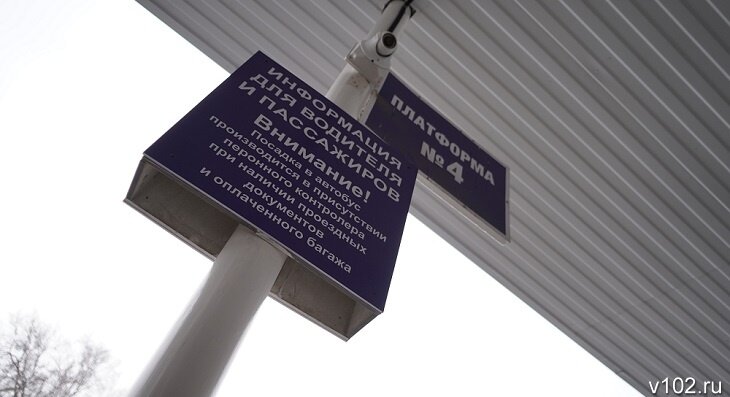 ИНФОРМАЦИЯ
ДЛЯ ВОДИТЕЛЯ
И ПАССАЖИРОВ
Внимание!
Посадка в автобус
производится в присутствии
перонного контролера
при наличии проездных
документов
и оплаченного багажа
ПЛАТФОРМА
№ 4
v102.ru